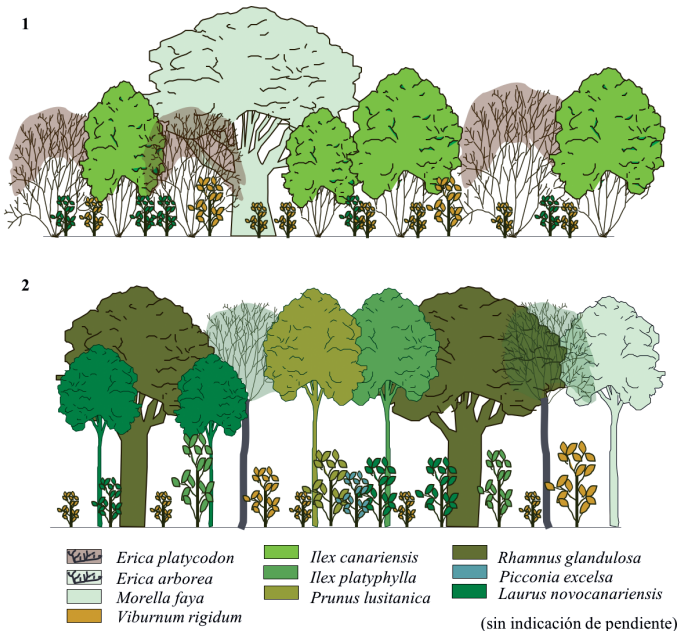 1
2
Erica platycodon
Erica arborea
Morella faya
Viburnum rigidum
Ilex canariensis
Ilex platyphylla
Prunus lusitanica
Rhamnus glandulosa
Picconia excelsa
Laurus novocanariensis
(sin indicación de pendiente)